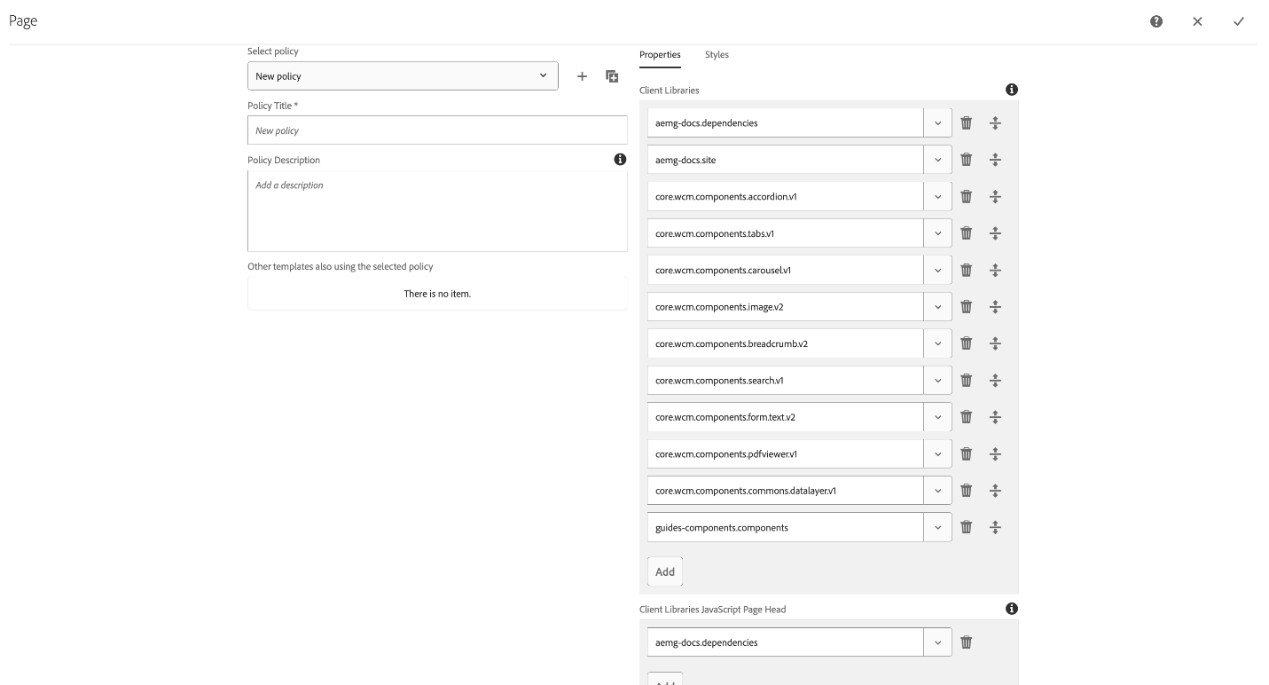 Page
Select policy
New policy
Policy Title *
New policy
Policy Description
Add a description
Other templates also using the selected policy
There is no item.
Properties Styles
Client Libraries
aemg-docs.dependencies
aemg-docs.site
core.wcm.components.accordion.v1
core.wcm.components.tabs.v1
core.wcm.components.carousel.v1
core.wcm.components.image.v2
core.wcm.components.breadcrumb.v2
core.wcm.components.search.v1
core.wcm.components.form.text.v2
core.wcm.components.pdfviewer.v1
core.wcm.components.commons.datalayer.v1
guides-components.components
Add
Client Libraries JavaScript Page Head
aemg-docs.dependencies
Add